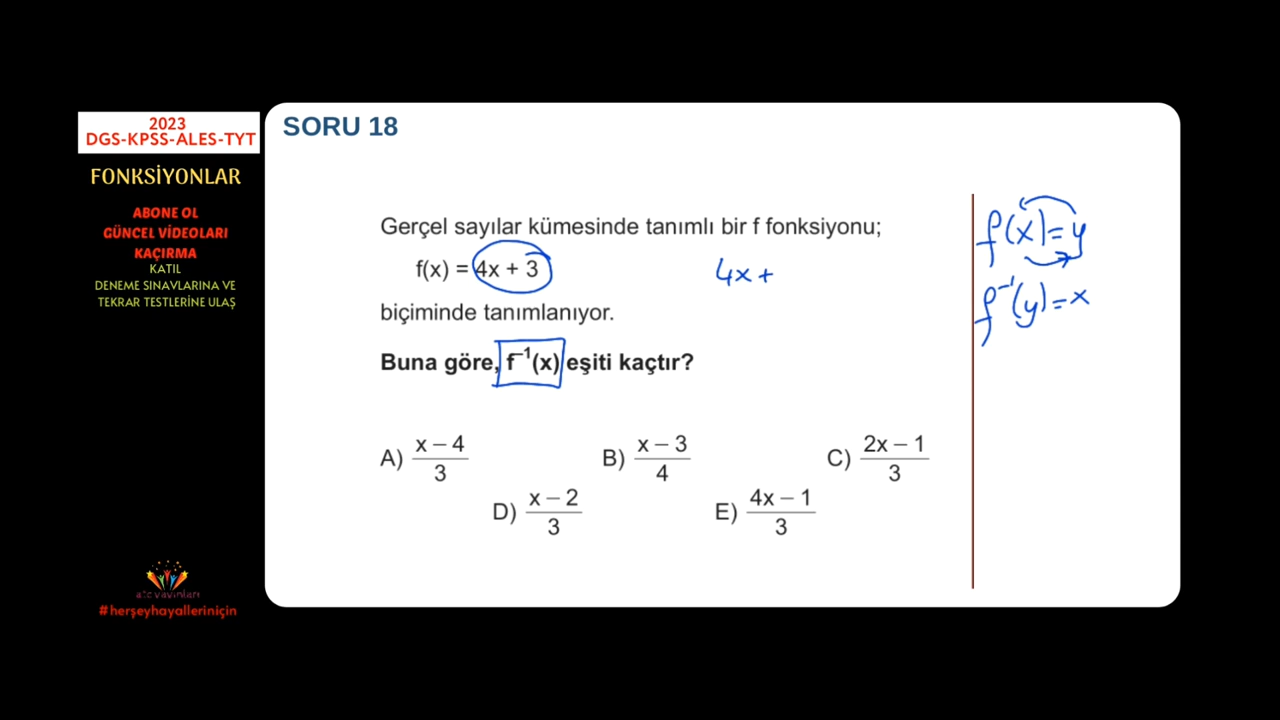 2023
DGS-KPSS-ALES-TYT
FONKSİYONLAR
ABONE OL
GÜNCEL VİDEOLARI
KAÇIRMA
KATIL
DENEME SINAVLARINA VE
TEKRAR TESTLERİNE ULAŞ
SORU 18
Gerçel sayılar kümesinde tanımlı bir f fonksiyonu;
f(x) = 4x + 3
4x +
biçiminde tanımlanıyor.
Buna göre, f⁻¹(x) eşiti kaçtır?
A) (x − 4)/3 B) (x − 3)/4 C) (2x − 1)/3
D) (x − 2)/3 E) (4x − 1)/3
f(x)=y
f⁻¹(y)=x
a2c yayınları
#herşeyhayalleriniçin